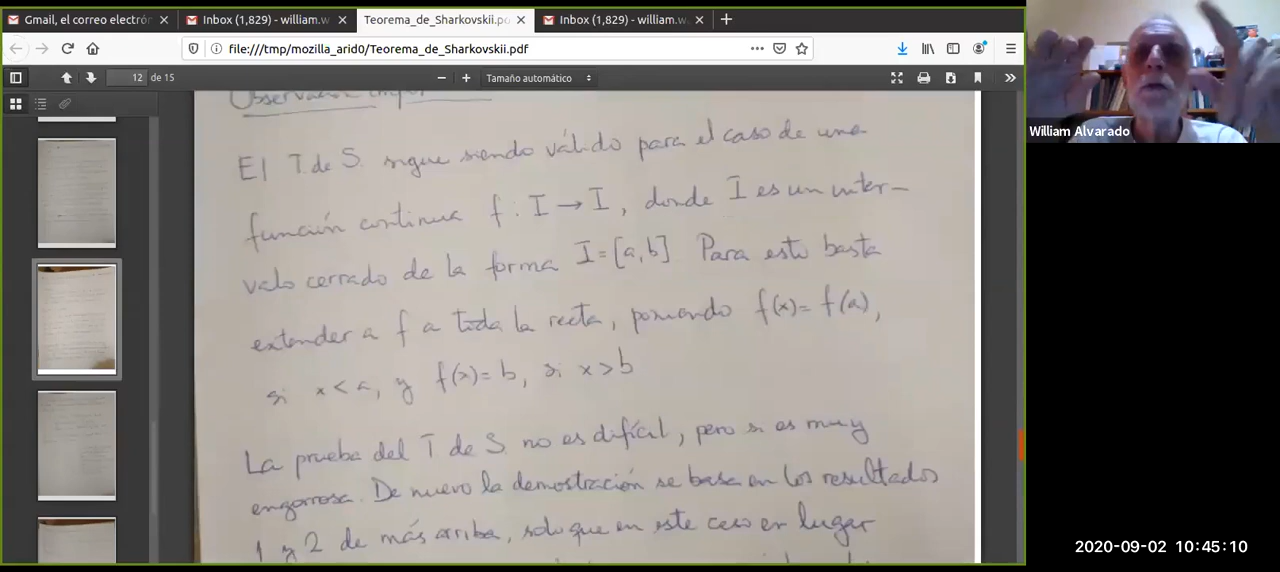 Gmail, el correo electrón
Inbox (1,829) - william.w
Teorema_de_Sharkovskii.pd
Inbox (1,829) - william.w
file:///tmp/mozilla_arid0/Teorema_de_Sharkovskii.pdf
12 de 15
Tamaño automático
Observación
El T. de S. sigue siendo válido para el caso de una
función continua f : I → I, donde I es un inter-
valo cerrado de la forma I = [a, b]. Para esto basta
extender a f a toda la recta, poniendo f(x) = f(a),
si x < a, y f(x) = b, si x > b
La prueba del T de S. no es difícil, pero si es muy
engorrosa. De nuevo la demostración se basa en los resultados
1 y 2 de más arriba, solo que en este caso en lugar
William Alvarado
2020-09-02 10:45:10